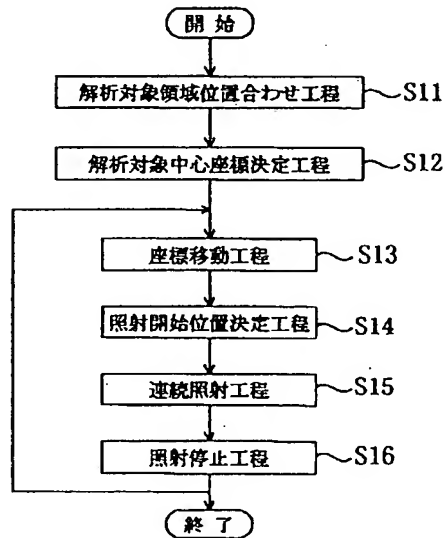 開始
解析対象領域位置合わせ工程 S11
解析対象中心座標決定工程 S12
座標移動工程 S13
照射開始位置決定工程 S14
連続照射工程 S15
照射停止工程 S16
終了